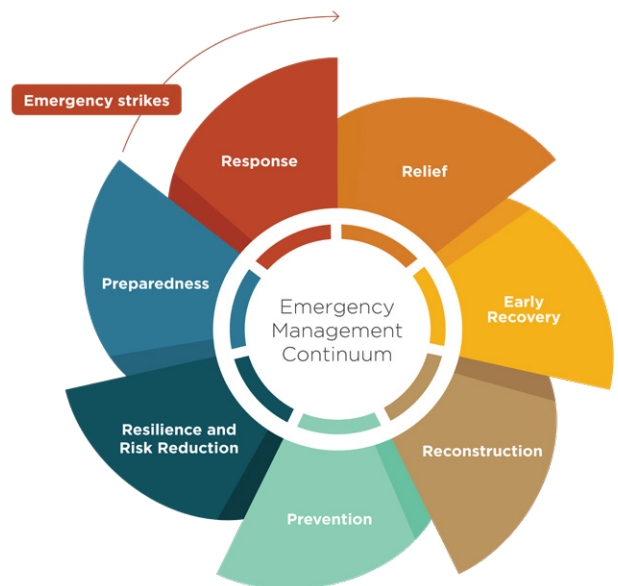 Emergency strikes
Response
Relief
Preparedness
Early
Recovery
Emergency
Management
Continuum
Resilience and
Risk Reduction
Reconstruction
Prevention